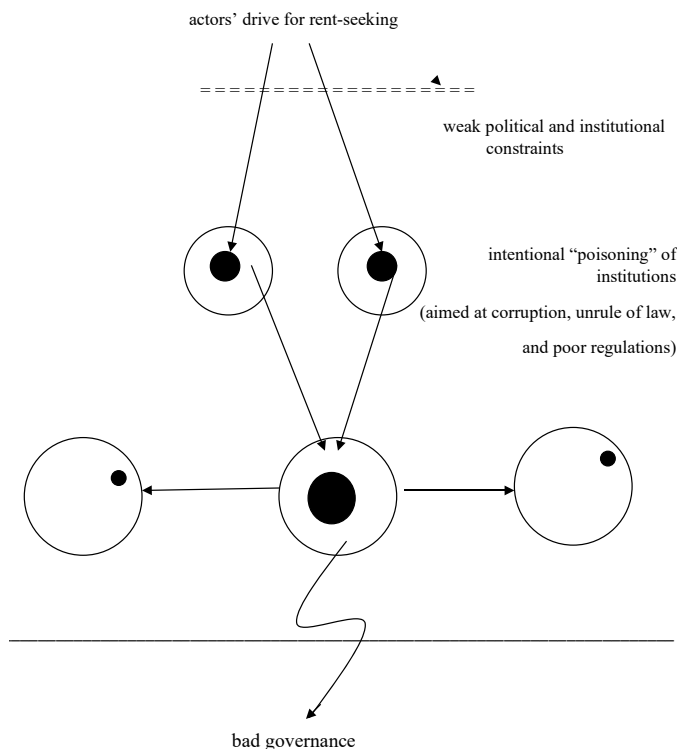 actors’ drive for rent-seeking
weak political and institutional
constraints
intentional “poisoning” of
institutions
(aimed at corruption, unrule of law,
and poor regulations)
bad governance